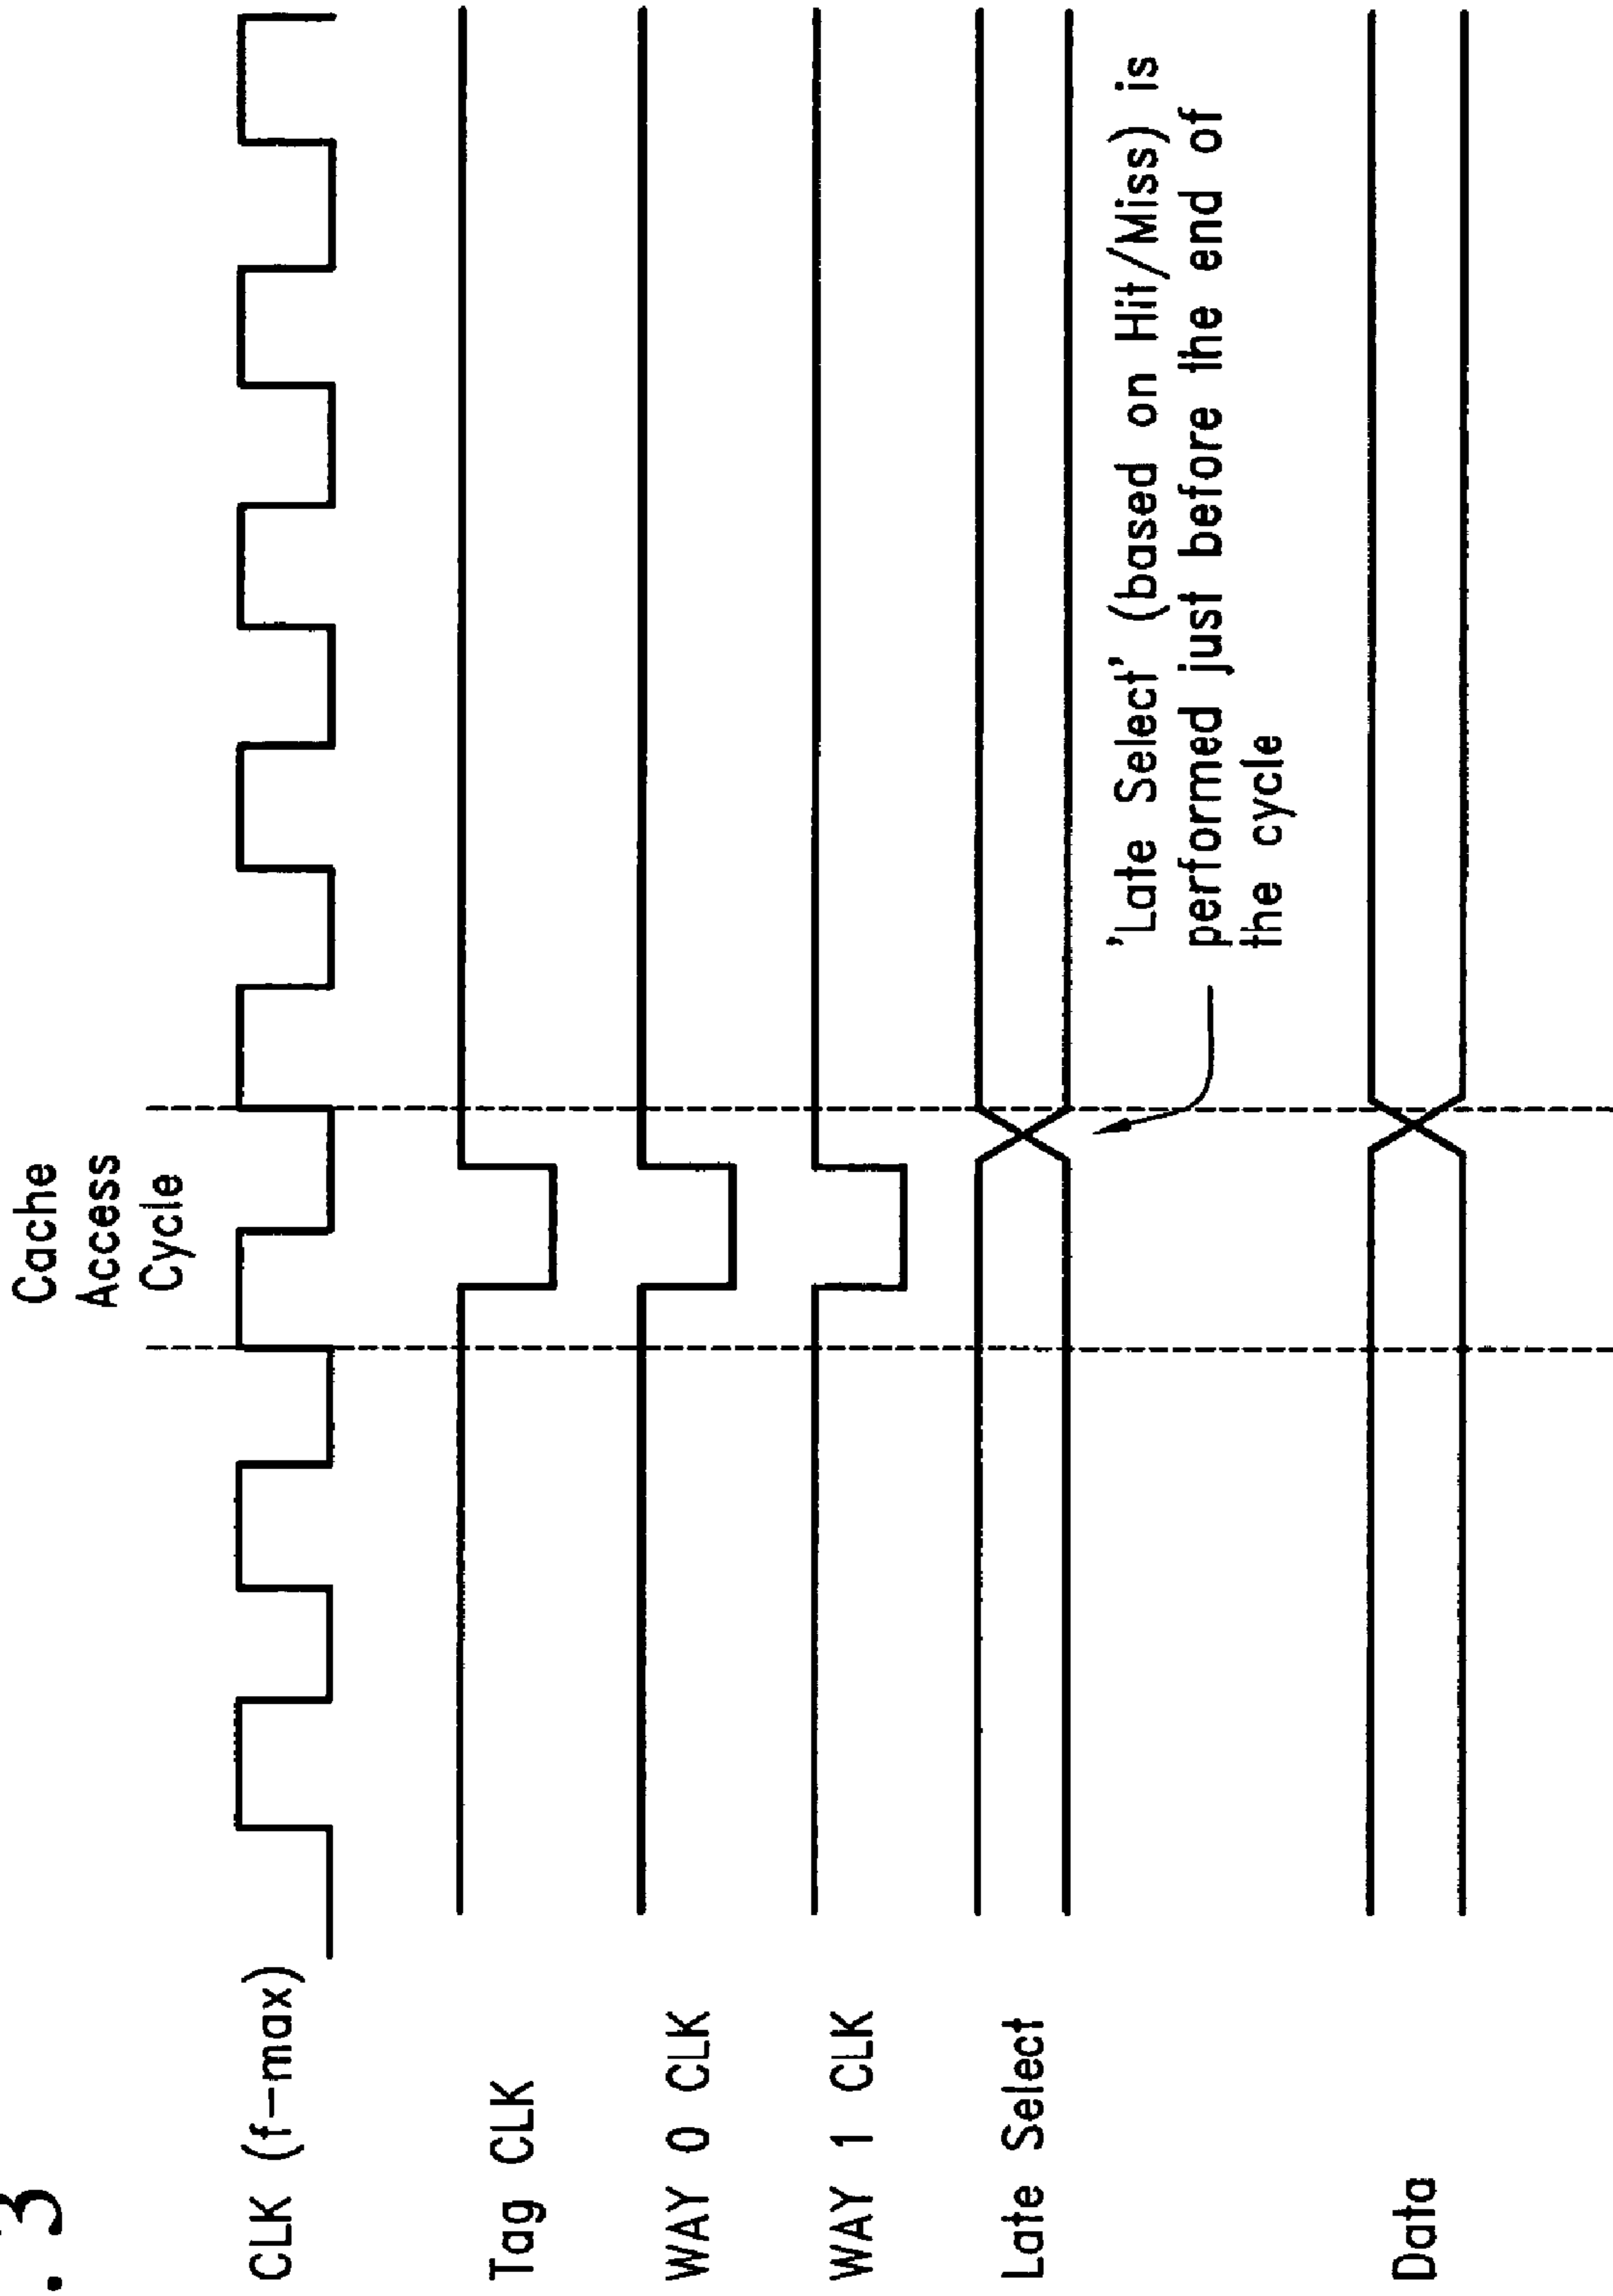 . 3
Cache
Access
Cycle
CLK (f-max)
Tag CLK
WAY 0 CLK
WAY 1 CLK
Late Select
'Late Select' (based on Hit/Miss) is
performed just before the end of
the cycle
Data